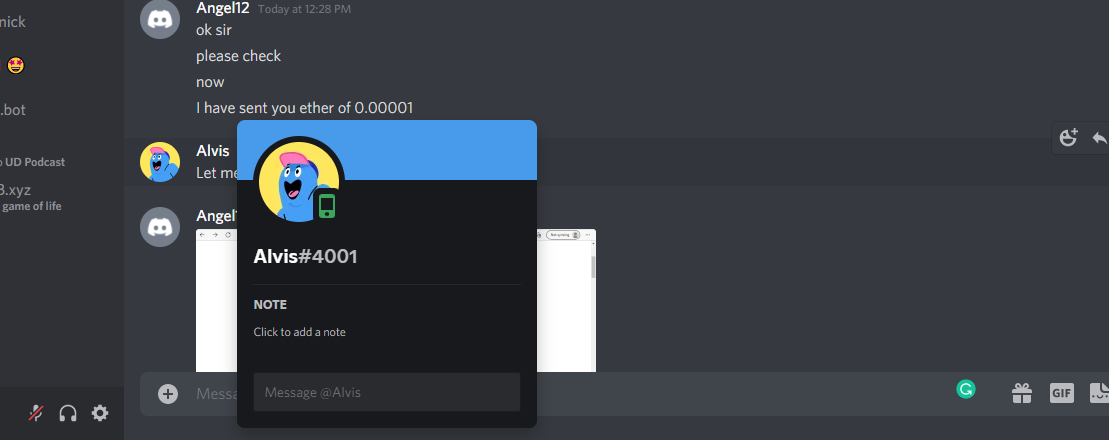 nick
.bot
UD Podcast
.xyz
game of life
Angel12 Today at 12:28 PM
ok sir
please check
now
I have sent you ether of 0.00001
Alvis
Let me
Angel1
Alvis#4001
NOTE
Click to add a note
Message @Alvis
Messa
GIF